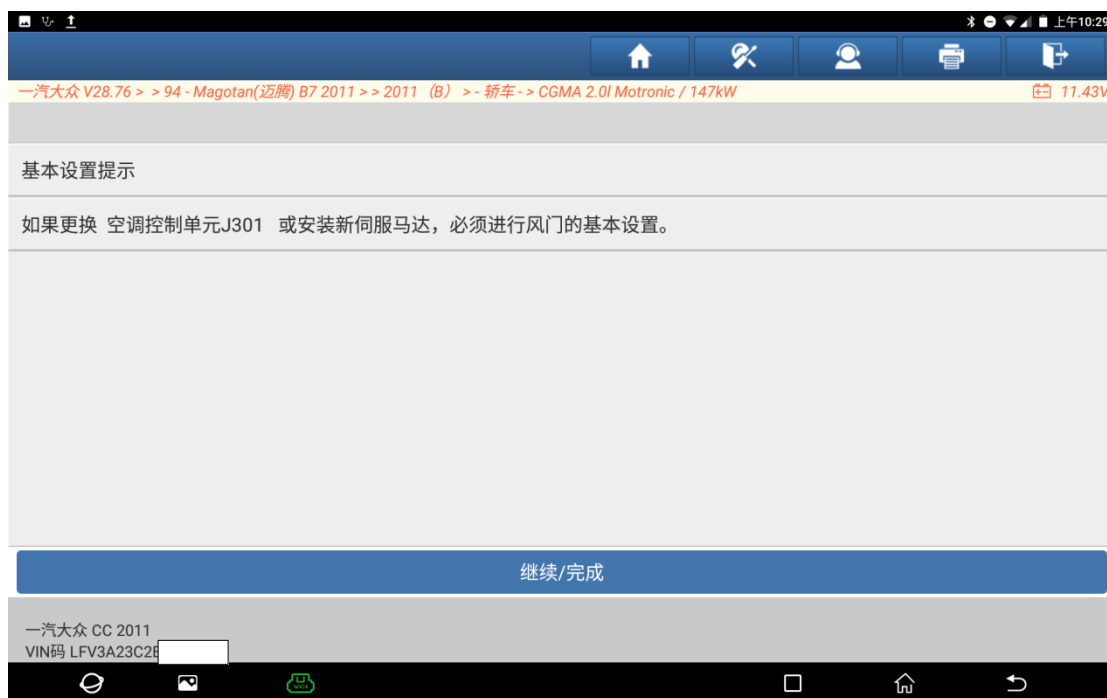 上午10:29
一汽大众 V28.76 > > 94 - Magotan(迈腾) B7 2011 > > 2011（B） > - 轿车 - > CGMA 2.0l Motronic / 147kW 11.43V
基本设置提示
如果更换 空调控制单元J301 或安装新伺服马达，必须进行风门的基本设置。
继续/完成
一汽大众 CC 2011
VIN码 LFV3A23C2E
VCI